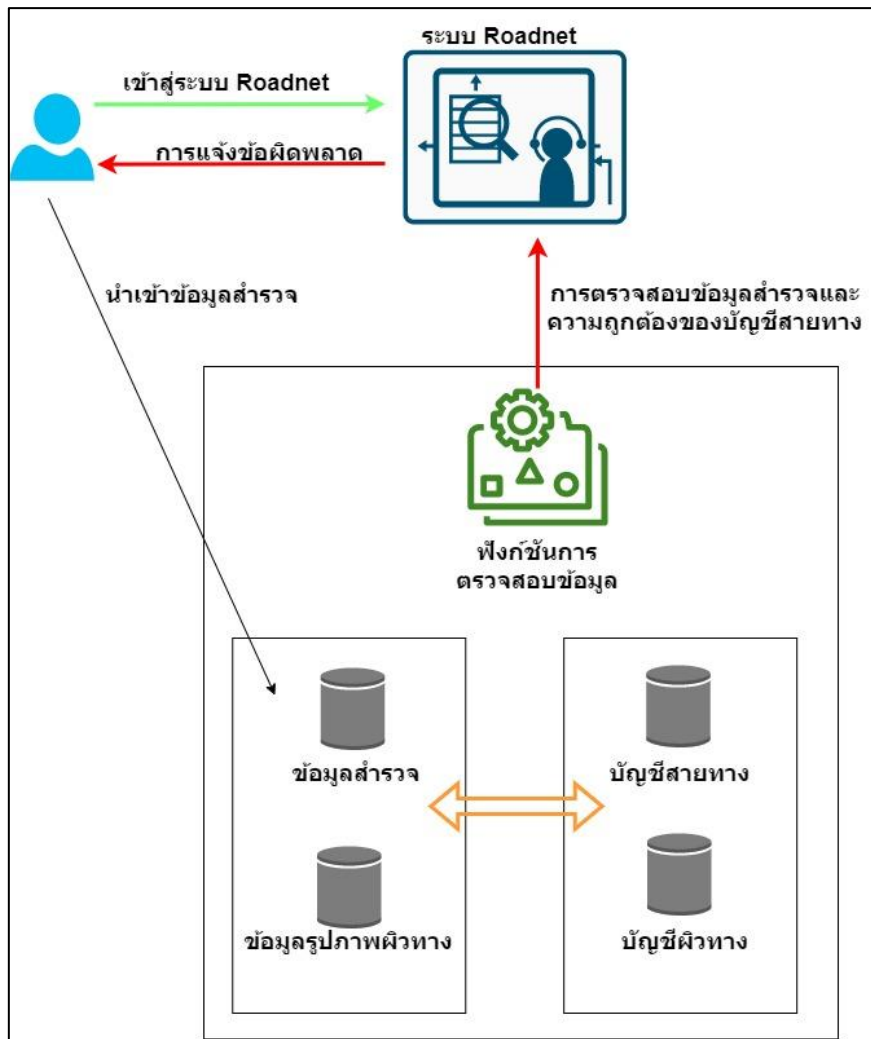 ระบบ Roadnet
เข้าสู่ระบบ Roadnet
การแจ้งข้อผิดพลาด
นำเข้าข้อมูลสำรวจ
การตรวจสอบข้อมูลสำรวจและ
ความถูกต้องของบัญชีสายทาง
ฟังก์ชันการ
ตรวจสอบข้อมูล
ข้อมูลสำรวจ
บัญชีสายทาง
ข้อมูลรูปภาพผิวทาง
บัญชีผิวทาง